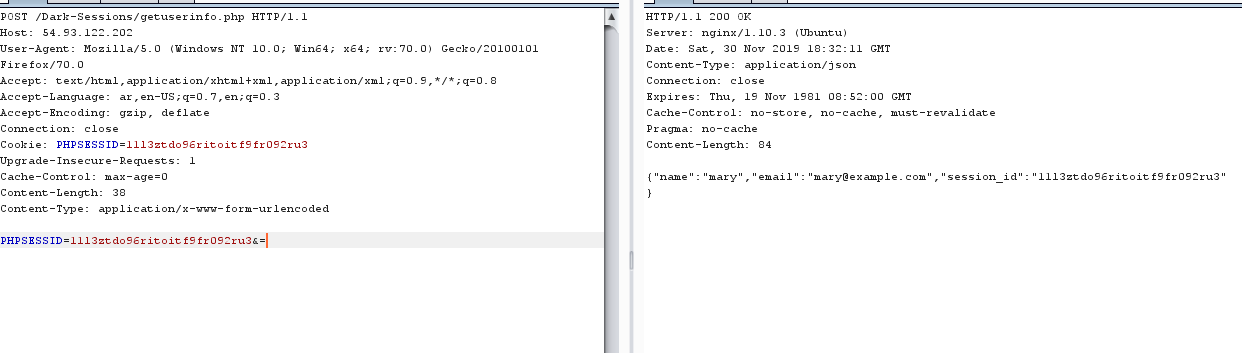 POST /Dark-Sessions/getuserinfo.php HTTP/1.1
Host: 54.93.122.202
User-Agent: Mozilla/5.0 (Windows NT 10.0; Win64; x64; rv:70.0) Gecko/20100101
Firefox/70.0
Accept: text/html,application/xhtml+xml,application/xml;q=0.9,*/*;q=0.8
Accept-Language: ar,en-US;q=0.7,en;q=0.3
Accept-Encoding: gzip, deflate
Connection: close
Cookie: PHPSESSID=1ll3ztdo96ritoitf9fr092ru3
Upgrade-Insecure-Requests: 1
Cache-Control: max-age=0
Content-Length: 38
Content-Type: application/x-www-form-urlencoded
PHPSESSID=1ll3ztdo96ritoitf9fr092ru3&=
HTTP/1.1 200 OK
Server: nginx/1.10.3 (Ubuntu)
Date: Sat, 30 Nov 2019 18:32:11 GMT
Content-Type: application/json
Connection: close
Expires: Thu, 19 Nov 1981 08:52:00 GMT
Cache-Control: no-store, no-cache, must-revalidate
Pragma: no-cache
Content-Length: 84
{"name":"mary","email":"mary@example.com","session_id":"1ll3ztdo96ritoitf9fr092ru3"
}